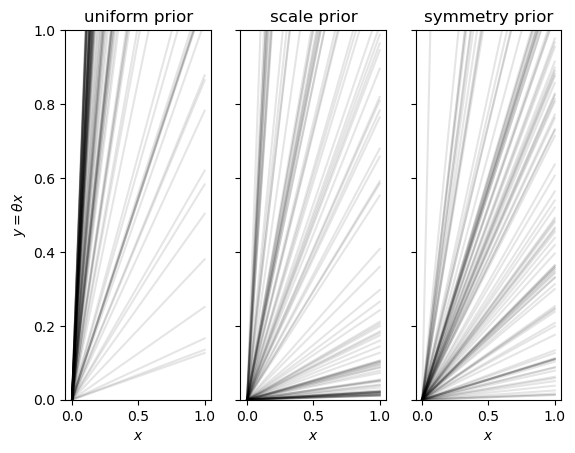 uniform prior
scale prior
symmetry prior
1.0
0.8
0.6
0.4
0.2
0.0
y = θx
0.0 0.5 1.0
0.0 0.5 1.0
0.0 0.5 1.0
x
x
x